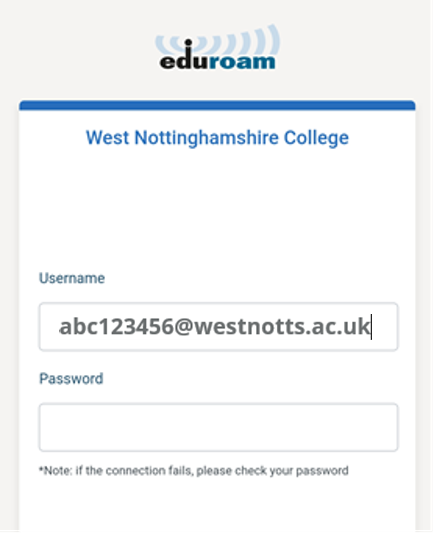 eduroam
West Nottinghamshire College
Username
abc123456@westnotts.ac.uk
Password
*Note: if the connection fails, please check your password